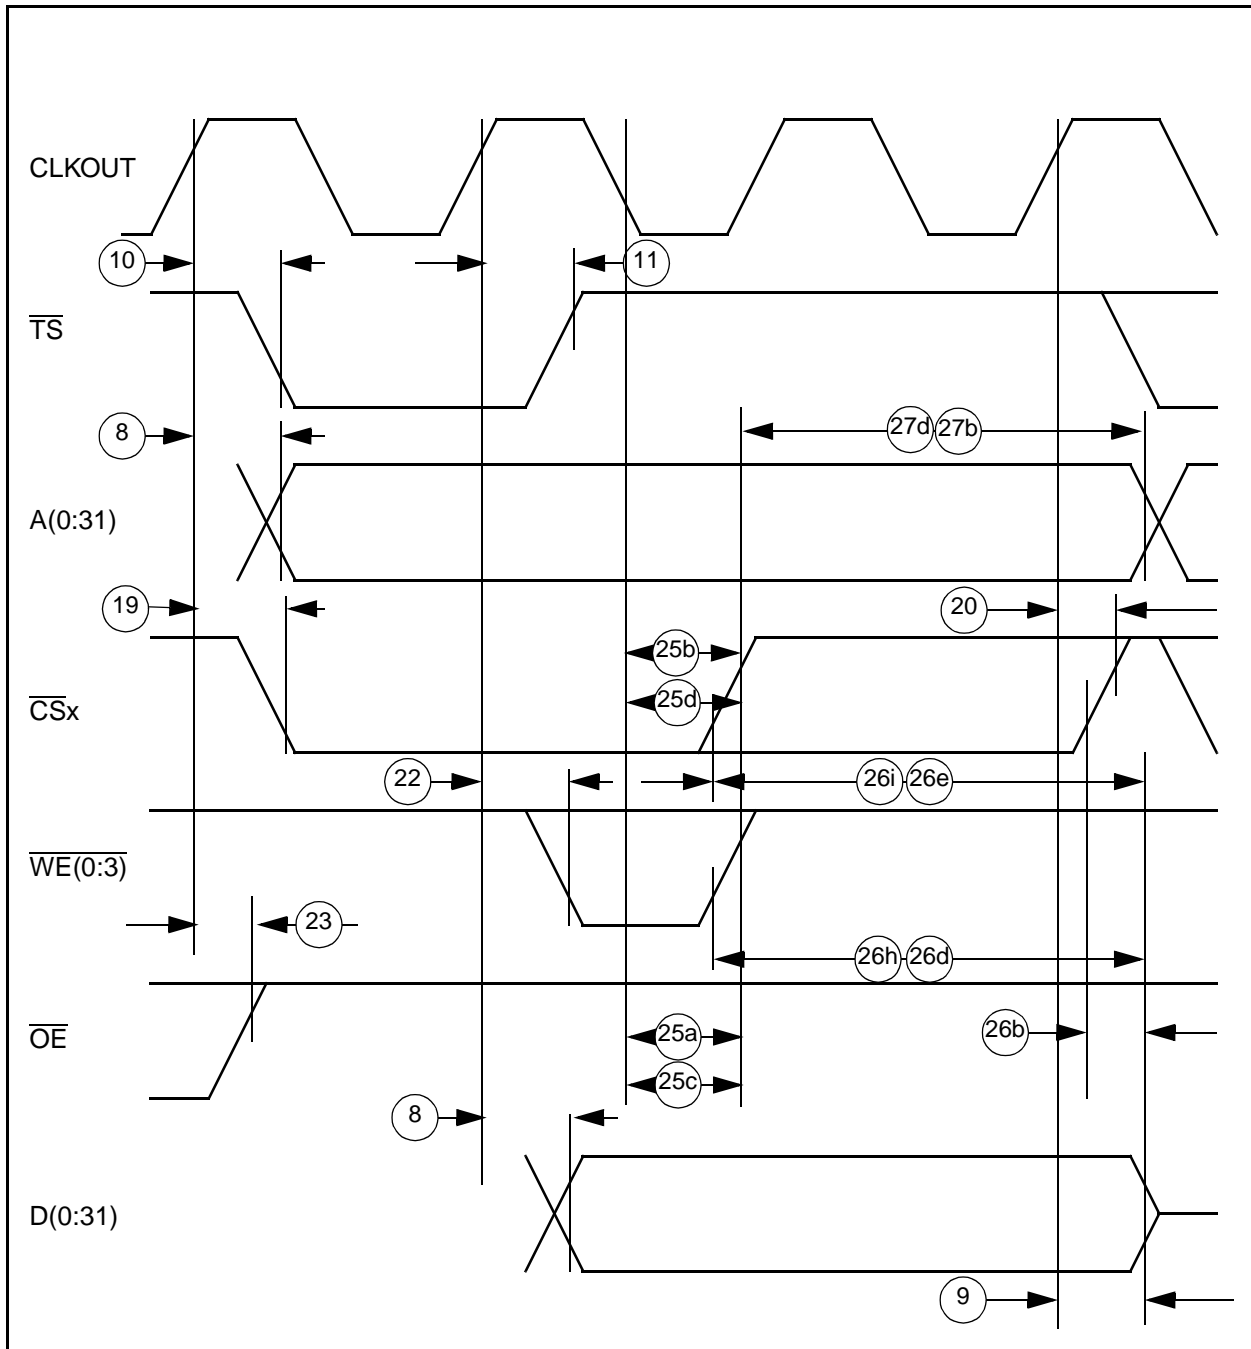 CLKOUT
10
11
TS
8
27d 27b
A(0:31)
19
20
25b
25d
CSx
22
26i 26e
WE(0:3)
23
26h 26d
OE
25a
26b
25c
8
D(0:31)
9